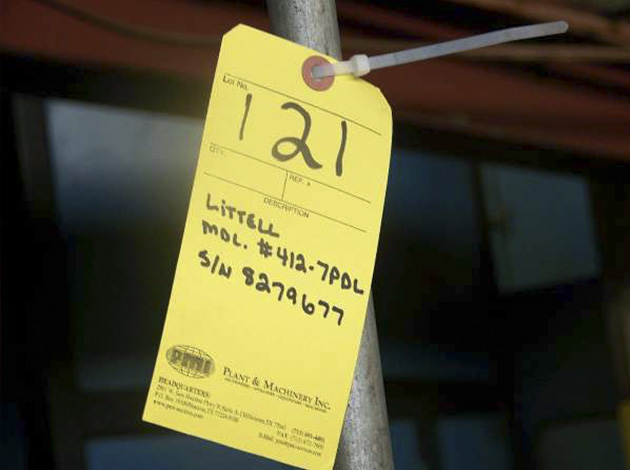 Lot No.
121
QTY.
REF. #
DESCRIPTION
LITTELL
MDL. #412-7PDL
S/N 8279677
PMI
PLANT & MACHINERY INC.
HEADQUARTERS: